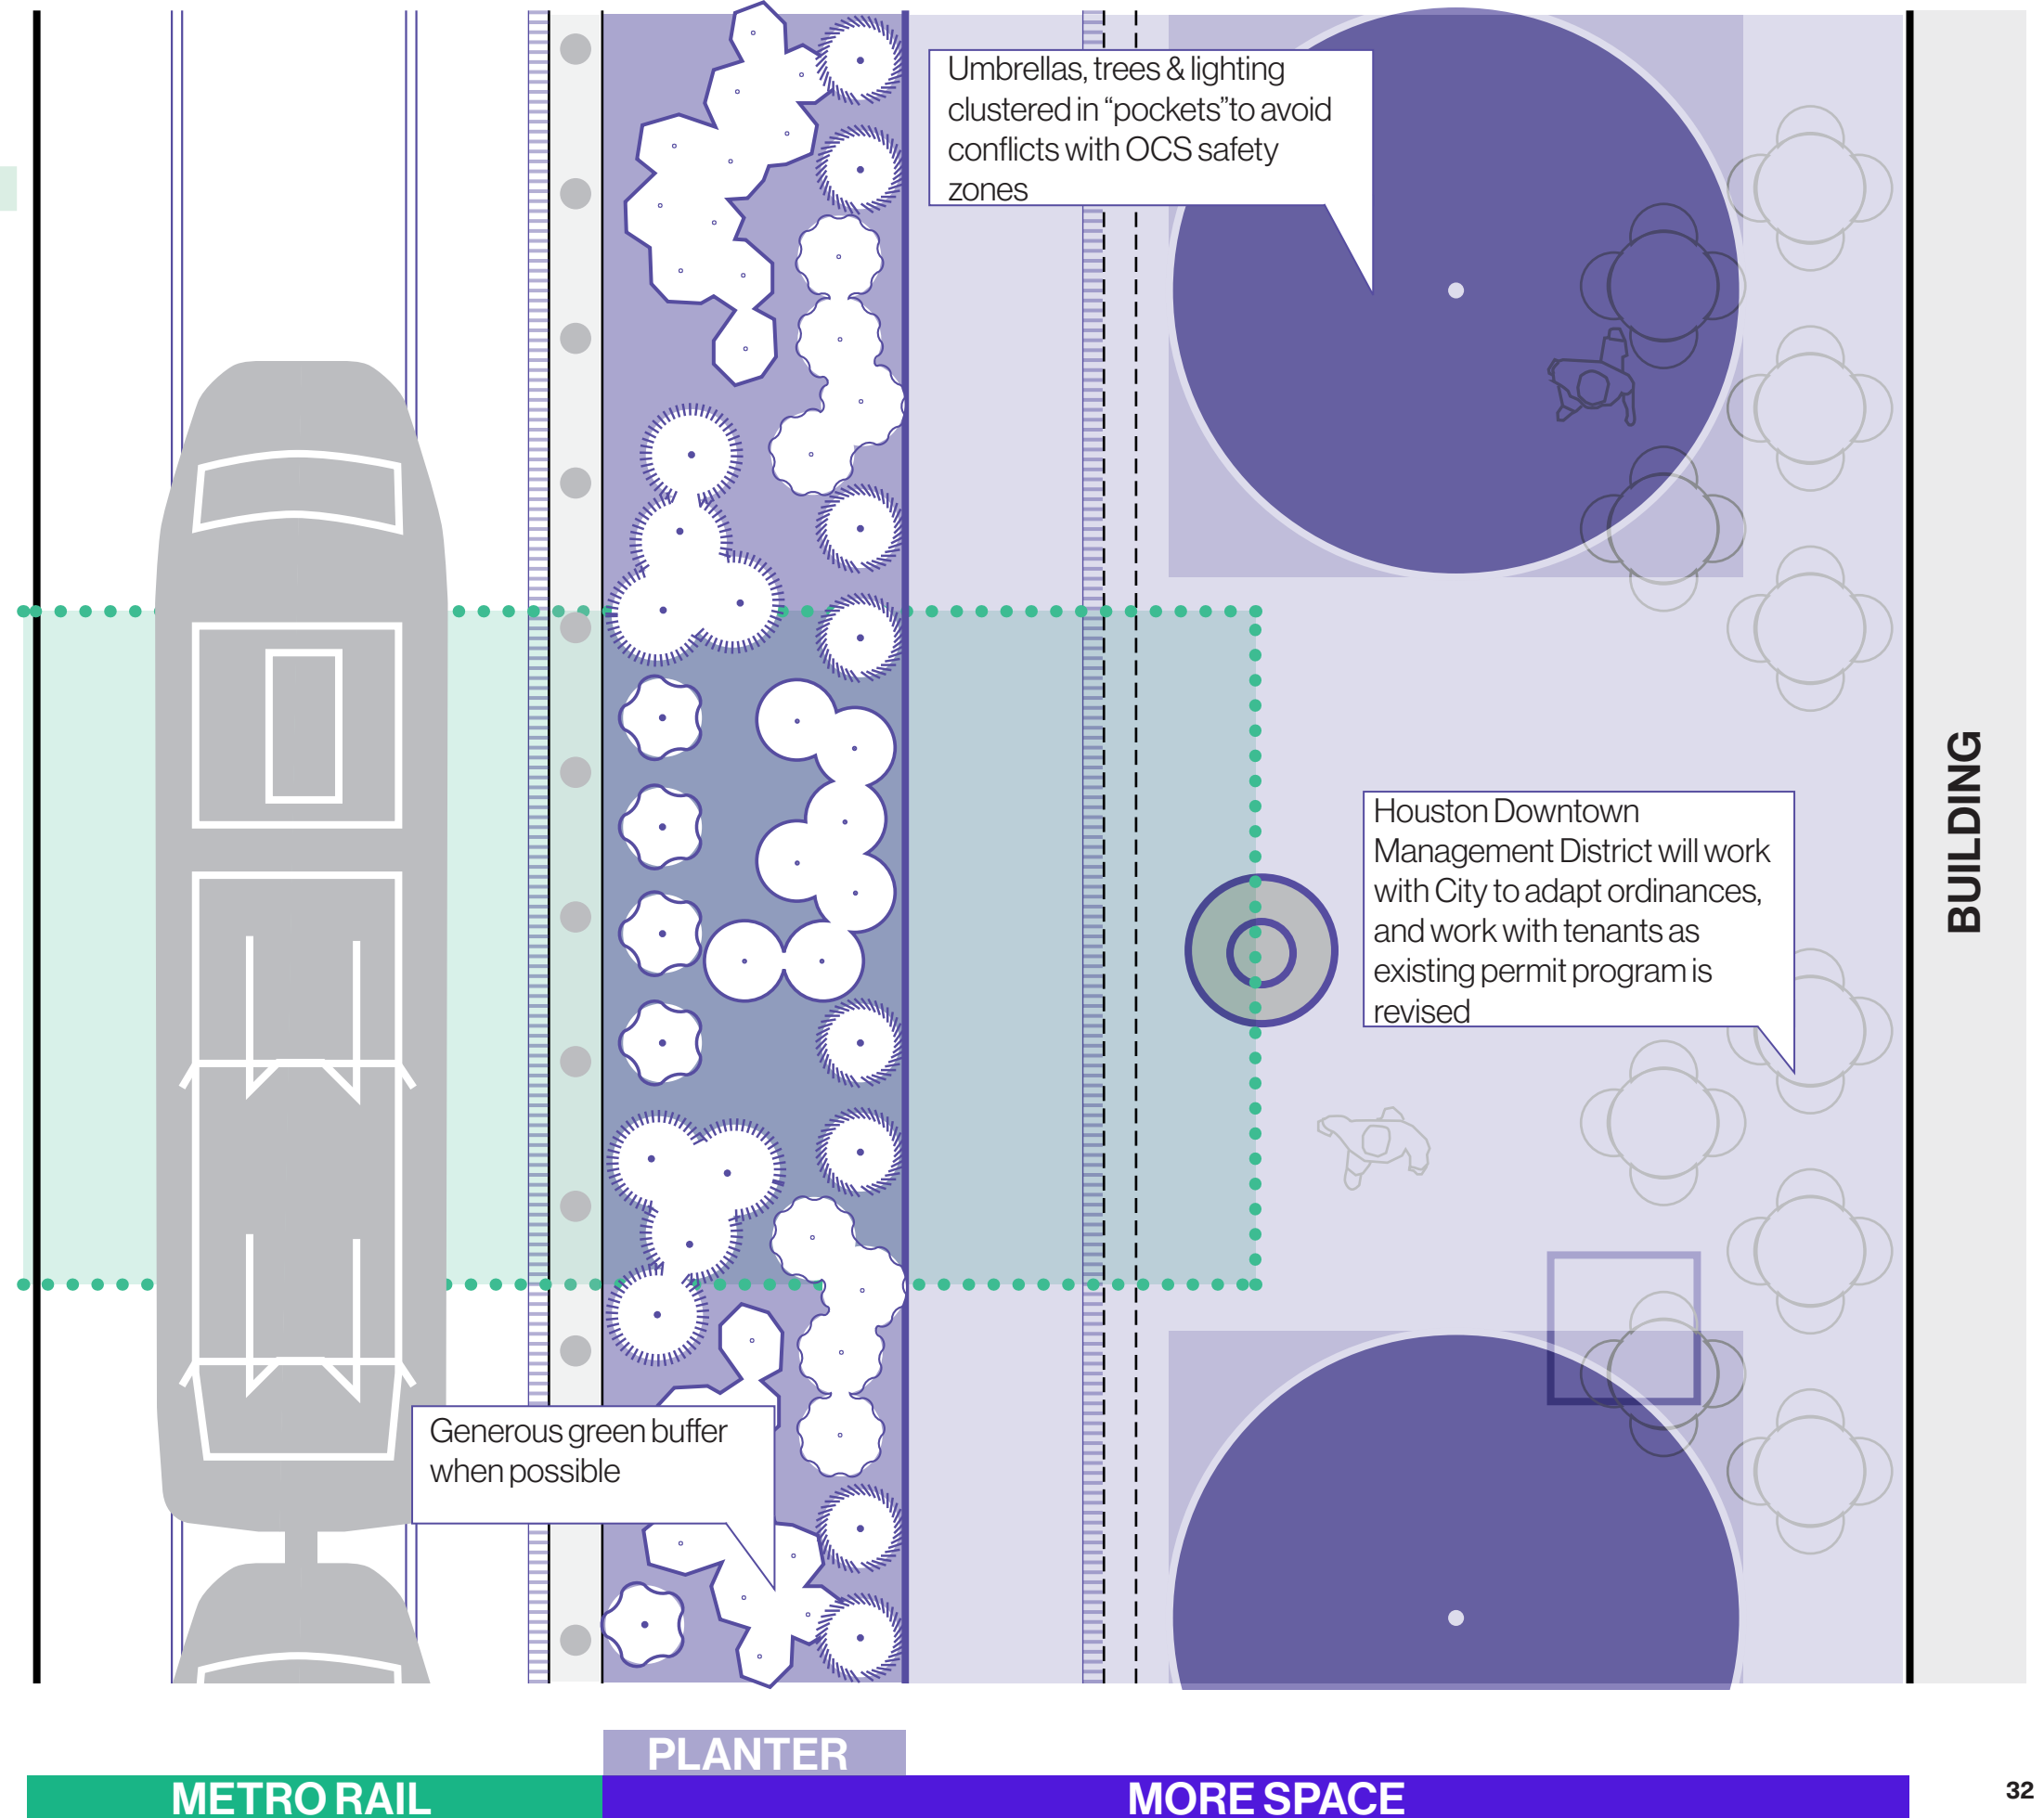 Umbrellas, trees & lighting
clustered in “pockets”to avoid
conflicts with OCS safety
zones
Houston Downtown
Management District will work
with City to adapt ordinances,
and work with tenants as
existing permit program is
revised
BUILDING
Generous green buffer
when possible
PLANTER
METRO RAIL
MORE SPACE
32